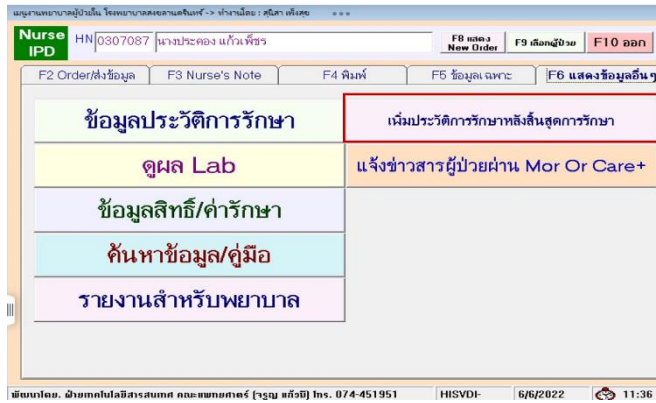 เมนูงานพยาบาลผู้ป่วยใน โรงพยาบาลสงขลานครินทร์ -> ทำงานโดย : สุนิสา เพ็งสุย
Nurse IPD HN 0307087 นางประคอง แก้วเพ็ชร F8 แสดง New Order F9 เลือกผู้ป่วย F10 ออก
F2 Order/ส่งข้อมูล F3 Nurse's Note F4 พิมพ์ F5 ข้อมูลเฉพาะ F6 แสดงข้อมูลอื่นๆ
ข้อมูลประวัติการรักษา เพิ่มประวัติการรักษาหลังสิ้นสุดการรักษา
ดูผล Lab แจ้งข่าวสารผู้ป่วยผ่าน Mor Or Care+
ข้อมูลสิทธิ์/ค่ารักษา
ค้นหาข้อมูล/คู่มือ
รายงานสำหรับพยาบาล
พัฒนาโดย. ฝ่ายเทคโนโลยีสารสนเทศ คณะแพทยศาตร์ (จรูญ แก้วมี) โทร. 074-451951 HISVDI- 6/6/2022 11:36